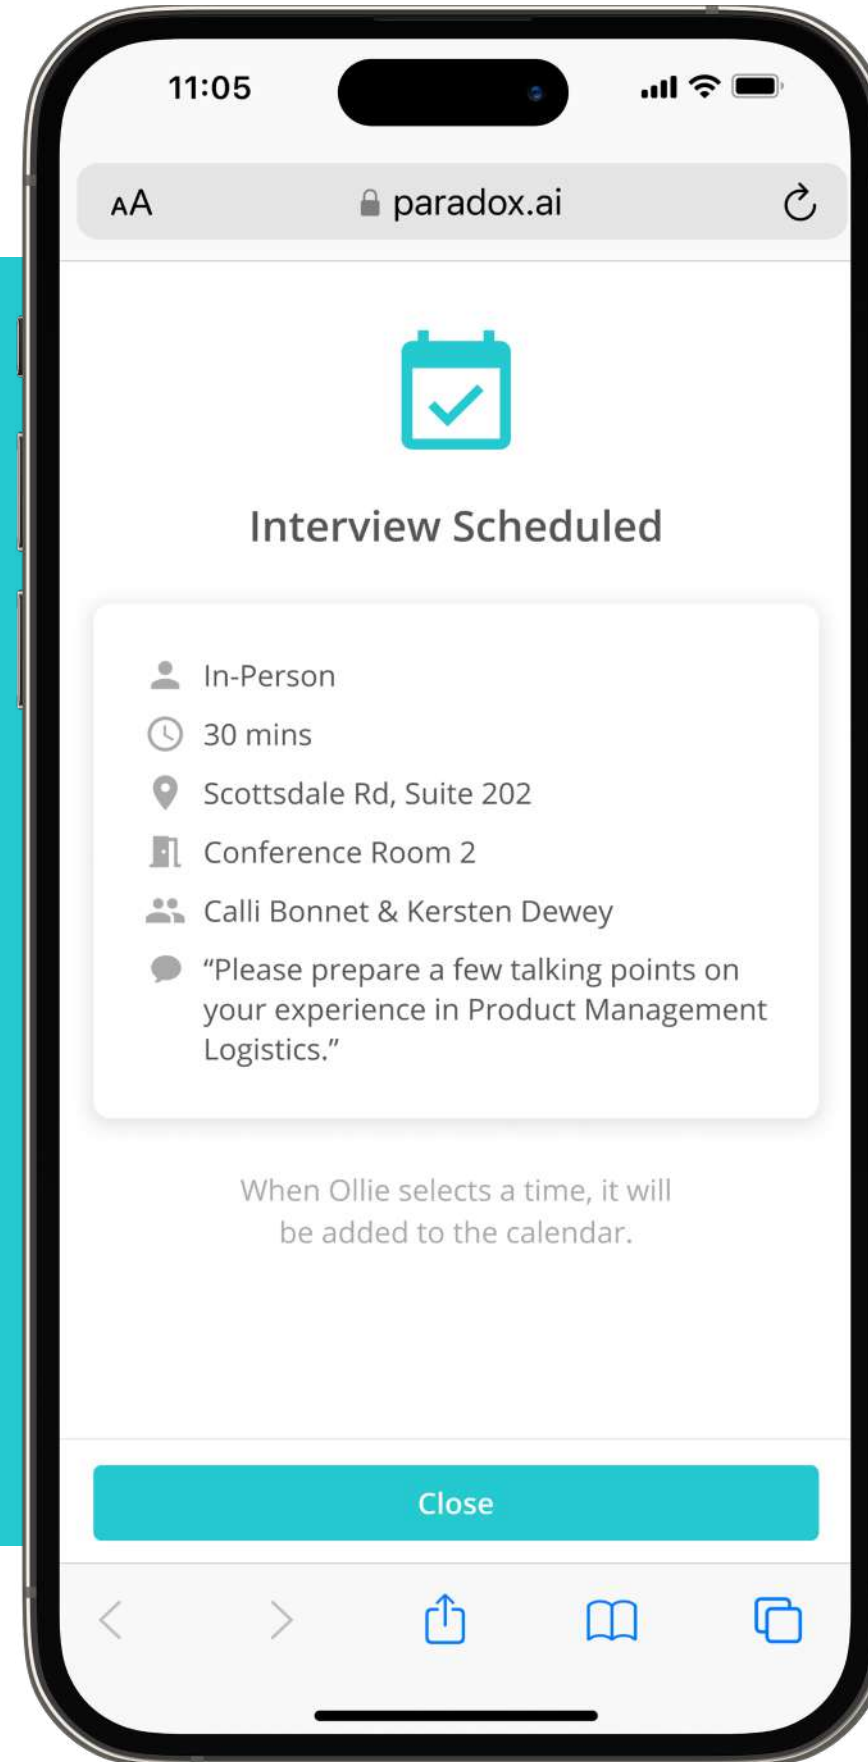 11:05
AA paradox.ai
Interview Scheduled
In-Person
30 mins
Scottsdale Rd, Suite 202
Conference Room 2
Calli Bonnet & Kersten Dewey
“Please prepare a few talking points on
your experience in Product Management
Logistics.”
When Ollie selects a time, it will
be added to the calendar.
Close